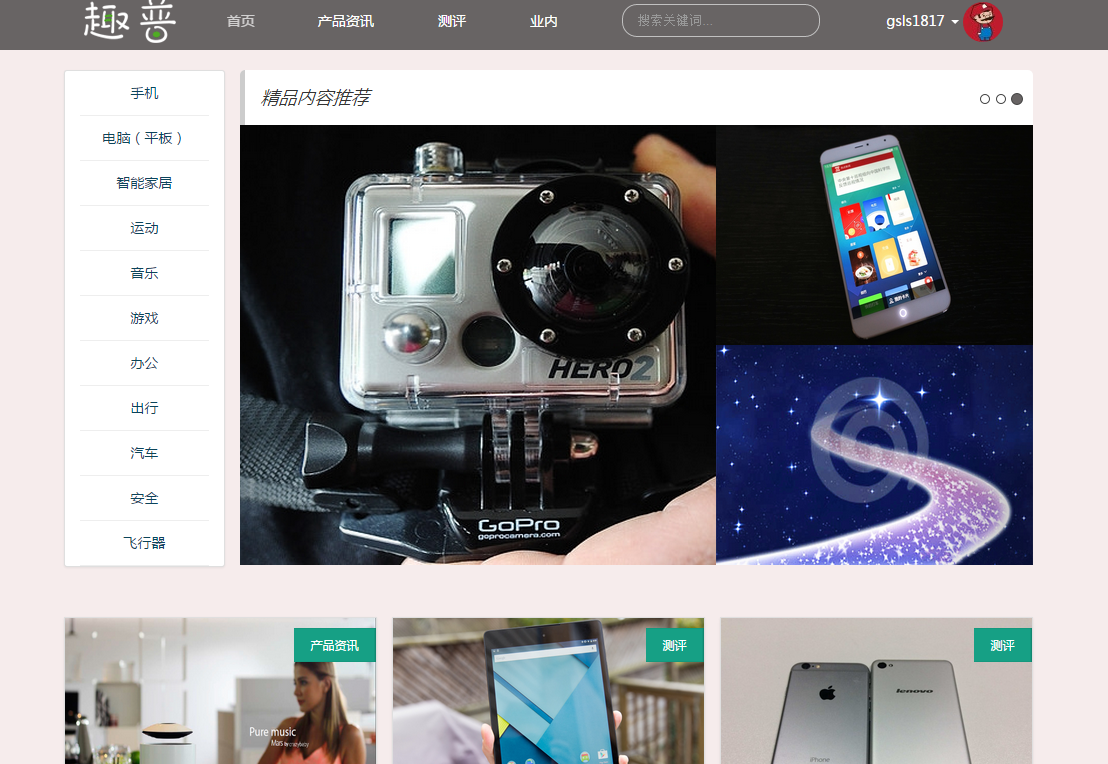 趣普
首页
产品资讯
测评
业内
搜索关键词...
gsls1817
手机
电脑（平板）
智能家居
运动
音乐
游戏
办公
出行
汽车
安全
飞行器
精品内容推荐
HERO2
GoPro
goprocamera.com
产品资讯
Pure music
测评
测评
lenovo
iPhone